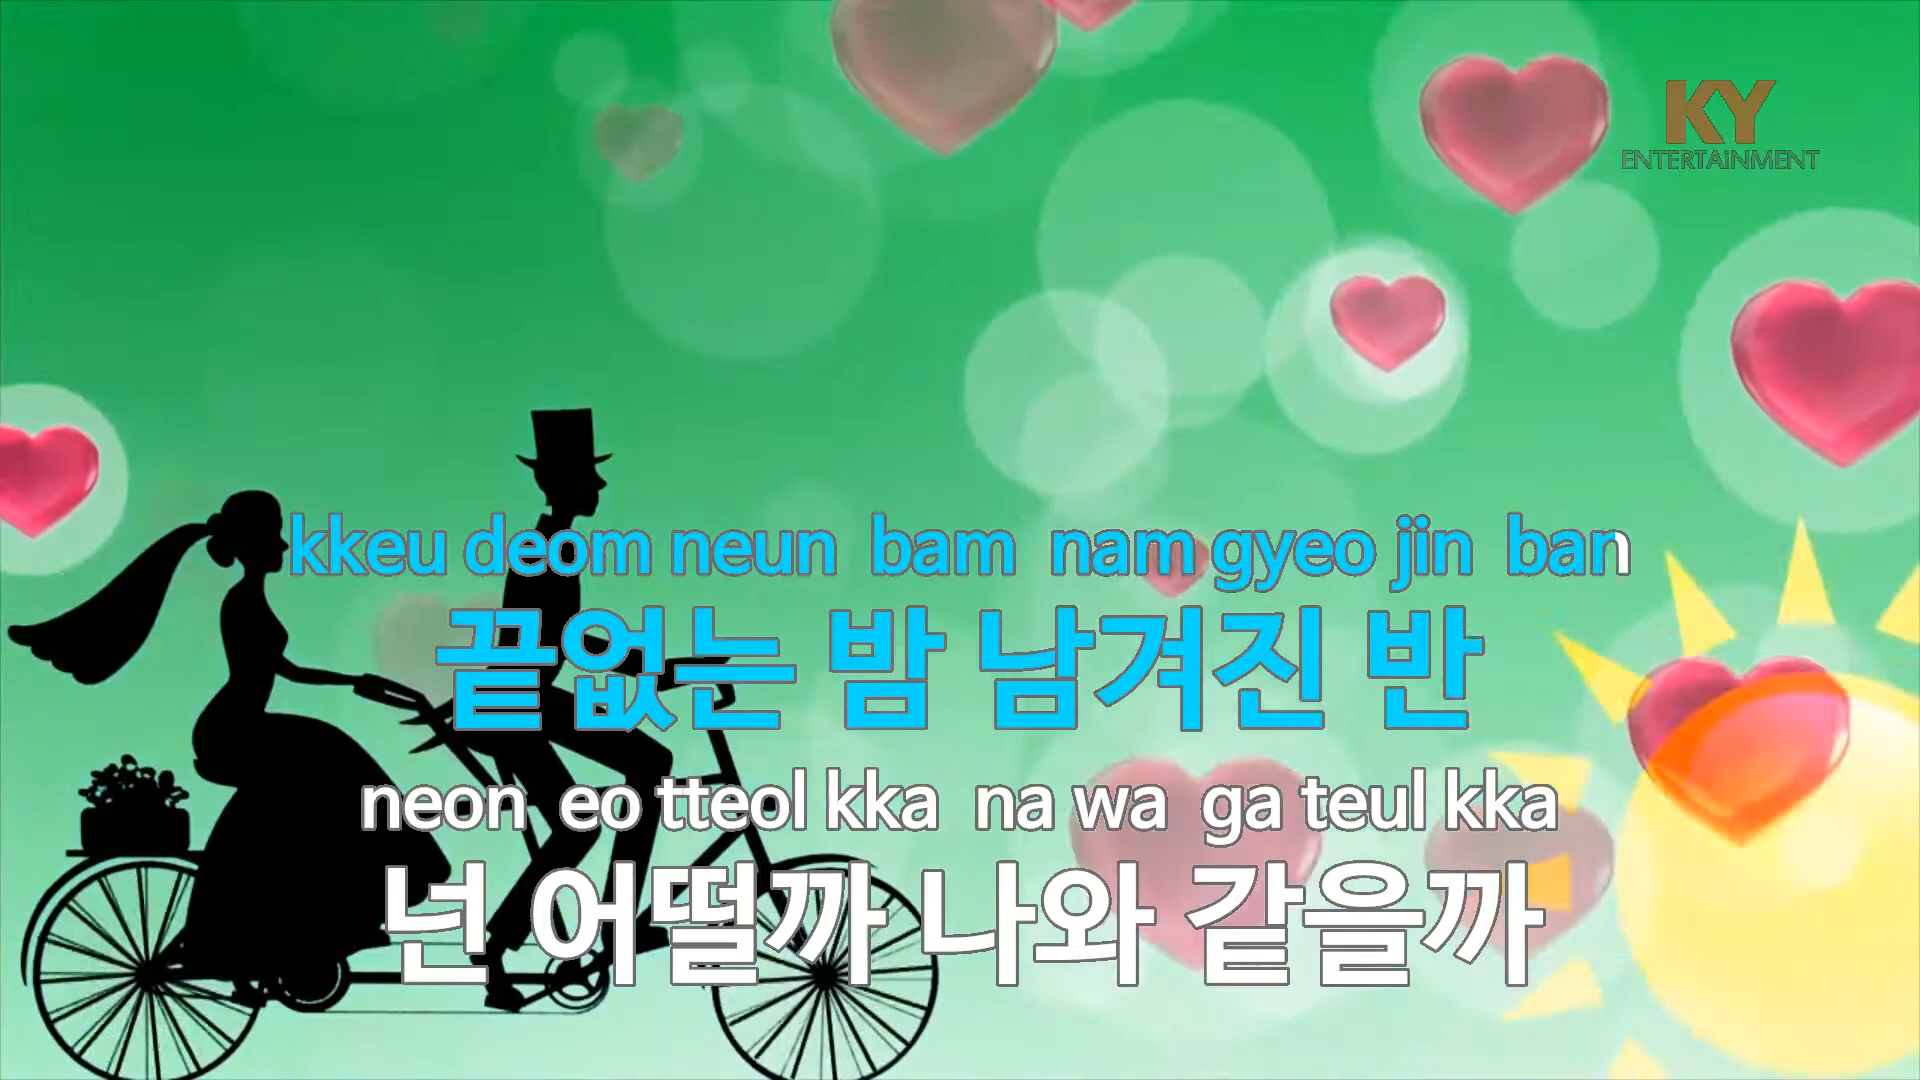 KY
ENTERTAiNMENT
kkeu deom neun bam nam gyeo jin ban
끝없는 밤 남겨진 반
neon eo tteol kka na wa ga teul kka
넌 어떨까 나와 같을까